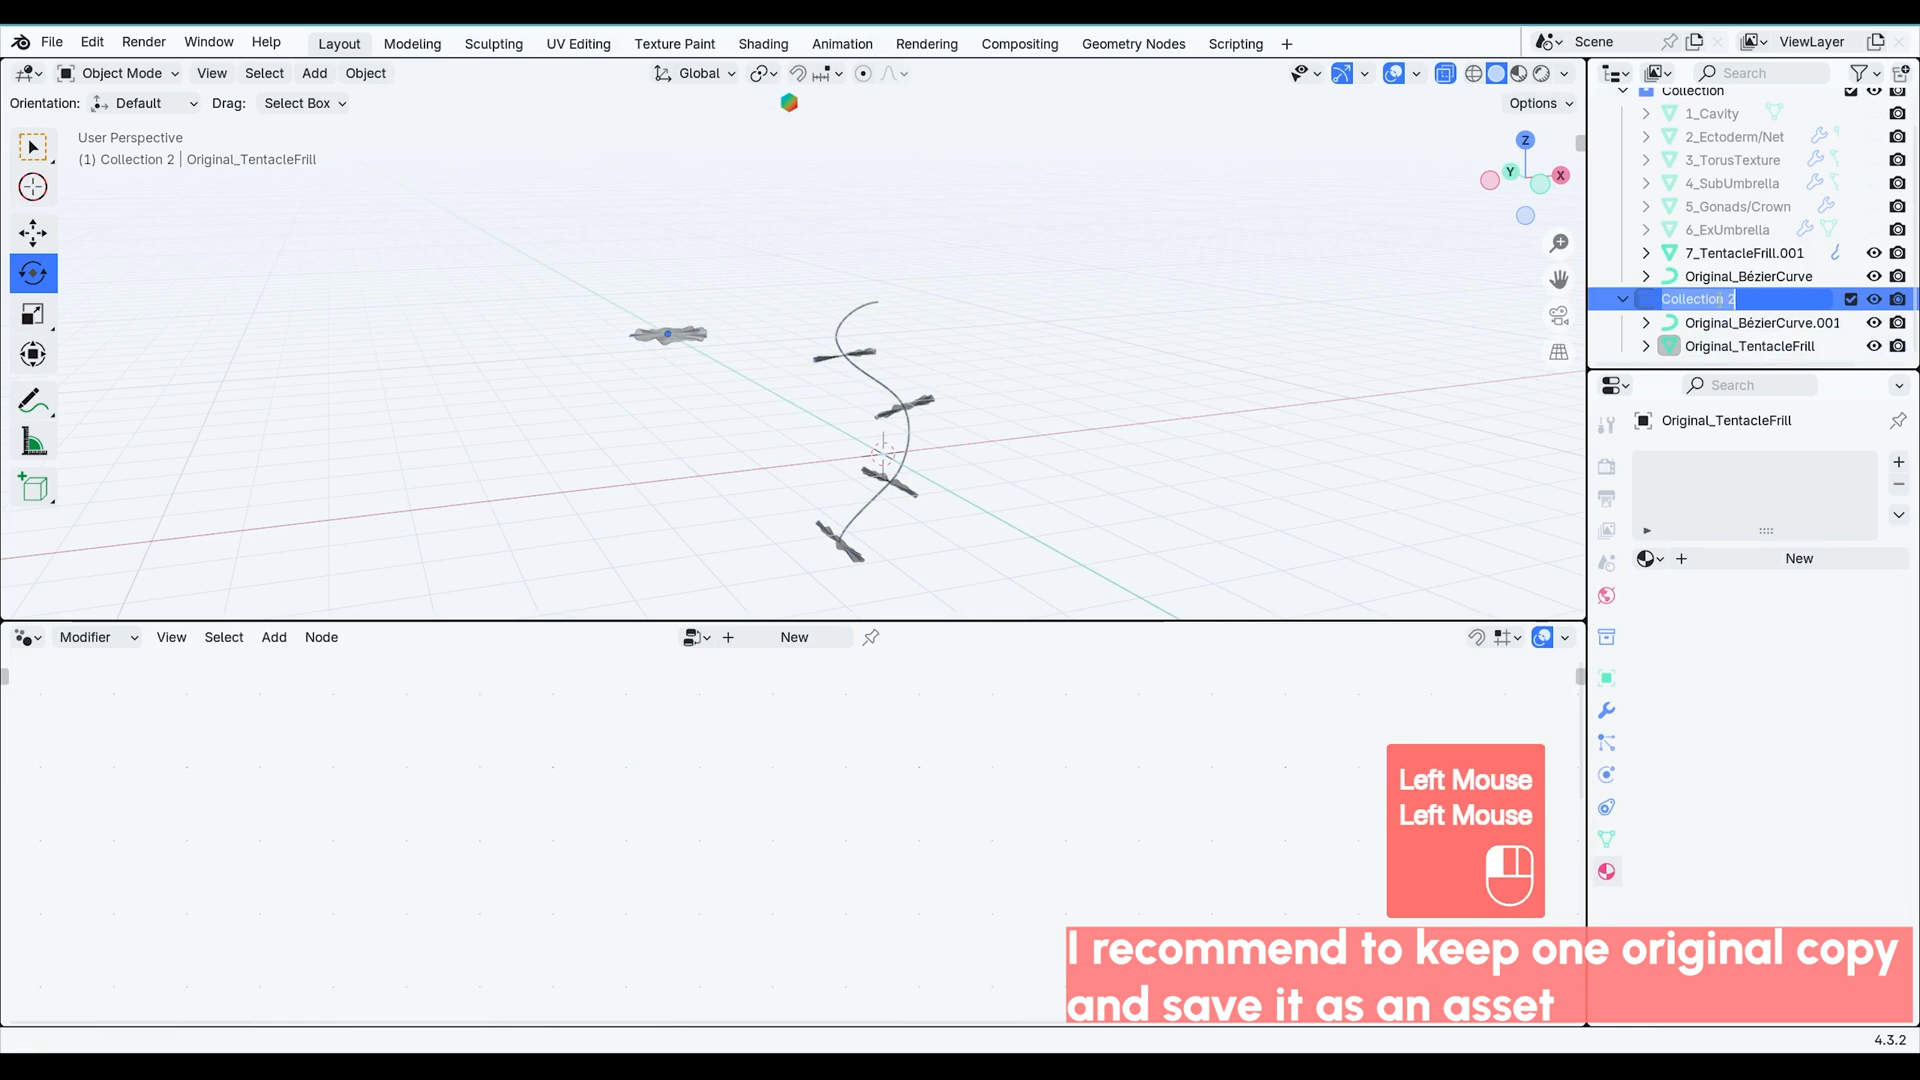 File Edit Render Window Help
Layout Modeling Sculpting UV Editing Texture Paint Shading Animation Rendering Compositing Geometry Nodes Scripting +
Scene
ViewLayer
Object Mode View Select Add Object
Global
Search
Orientation: Default Drag: Select Box
Options
User Perspective
(1) Collection 2 | Original_TentacleFrill
Z
Y
X
Collection
1_Cavity
2_Ectoderm/Net
3_TorusTexture
4_SubUmbrella
5_Gonads/Crown
6_ExUmbrella
7_TentacleFrill.001
Original_BézierCurve
Collection 2
Original_BézierCurve.001
Original_TentacleFrill
Search
Original_TentacleFrill
New
Modifier View Select Add Node
New
Left Mouse
Left Mouse
I recommend to keep one original copy
and save it as an asset
4.3.2